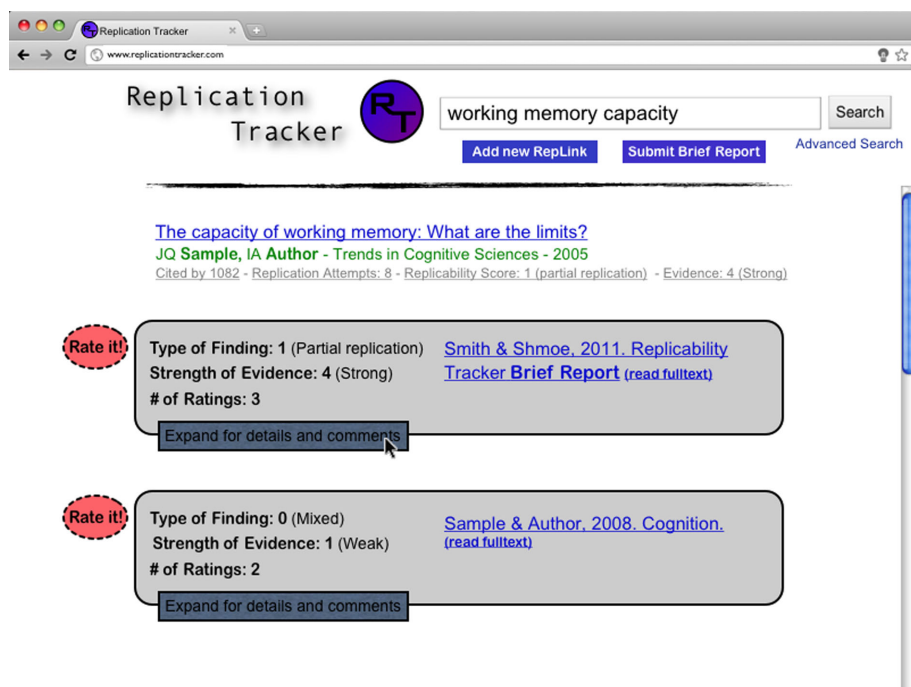 Replication Tracker
www.replicationtracker.com
Replication
Tracker
RT
working memory capacity
Search
Add new RepLink
Submit Brief Report
Advanced Search
The capacity of working memory: What are the limits?
JQ Sample, IA Author - Trends in Cognitive Sciences - 2005
Cited by 1082 - Replication Attempts: 8 - Replicability Score: 1 (partial replication) - Evidence: 4 (Strong)
Rate it!
Type of Finding: 1 (Partial replication)
Strength of Evidence: 4 (Strong)
# of Ratings: 3
Smith & Shmoe, 2011. Replicability
Tracker Brief Report (read fulltext)
Expand for details and comments
Rate it!
Type of Finding: 0 (Mixed)
Strength of Evidence: 1 (Weak)
# of Ratings: 2
Sample & Author, 2008. Cognition.
(read fulltext)
Expand for details and comments